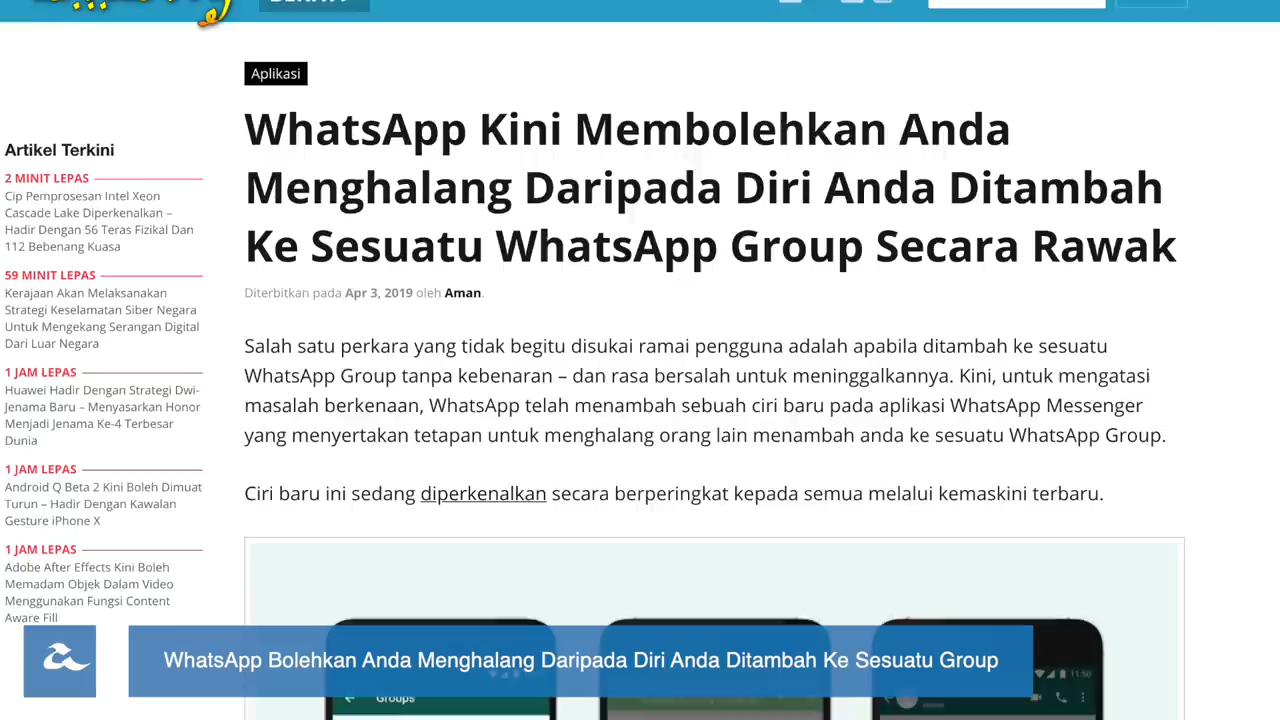 Aplikasi
WhatsApp Kini Membolehkan Anda
Menghalang Daripada Diri Anda Ditambah
Ke Sesuatu WhatsApp Group Secara Rawak
Diterbitkan pada Apr 3, 2019 oleh Aman.
Salah satu perkara yang tidak begitu disukai ramai pengguna adalah apabila ditambah ke sesuatu
WhatsApp Group tanpa kebenaran – dan rasa bersalah untuk meninggalkannya. Kini, untuk mengatasi
masalah berkenaan, WhatsApp telah menambah sebuah ciri baru pada aplikasi WhatsApp Messenger
yang menyertakan tetapan untuk menghalang orang lain menambah anda ke sesuatu WhatsApp Group.
Ciri baru ini sedang diperkenalkan secara berperingkat kepada semua melalui kemaskini terbaru.
Artikel Terkini
2 MINIT LEPAS
Cip Pemprosesan Intel Xeon
Cascade Lake Diperkenalkan –
Hadir Dengan 56 Teras Fizikal Dan
112 Bebenang Kuasa
59 MINIT LEPAS
Kerajaan Akan Melaksanakan
Strategi Keselamatan Siber Negara
Untuk Mengekang Serangan Digital
Dari Luar Negara
1 JAM LEPAS
Huawei Hadir Dengan Strategi Dwi-
Jenama Baru – Menyasarkan Honor
Menjadi Jenama Ke-4 Terbesar
Dunia
1 JAM LEPAS
Android Q Beta 2 Kini Boleh Dimuat
Turun – Hadir Dengan Kawalan
Gesture iPhone X
1 JAM LEPAS
Adobe After Effects Kini Boleh
Memadam Objek Dalam Video
Menggunakan Fungsi Content
Aware Fill
WhatsApp Bolehkan Anda Menghalang Daripada Diri Anda Ditambah Ke Sesuatu Group
Groups
11:50